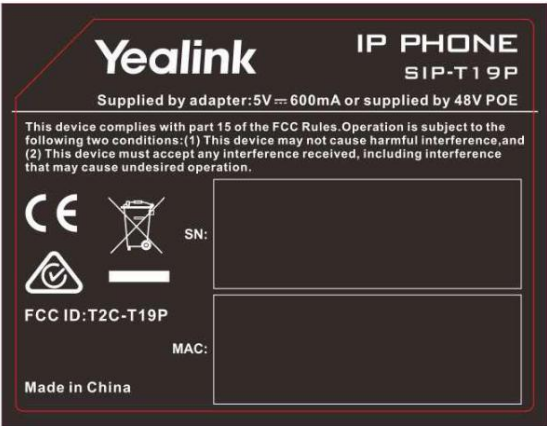 Yealink
IP PHONE
SIP-T19P
Supplied by adapter:5V⎓600mA or supplied by 48V POE
This device complies with part 15 of the FCC Rules.Operation is subject to the
following two conditions:(1) This device may not cause harmful interference,and
(2) This device must accept any interference received, including interference
that may cause undesired operation.
CE
SN:
FCC ID:T2C-T19P
MAC:
Made in China